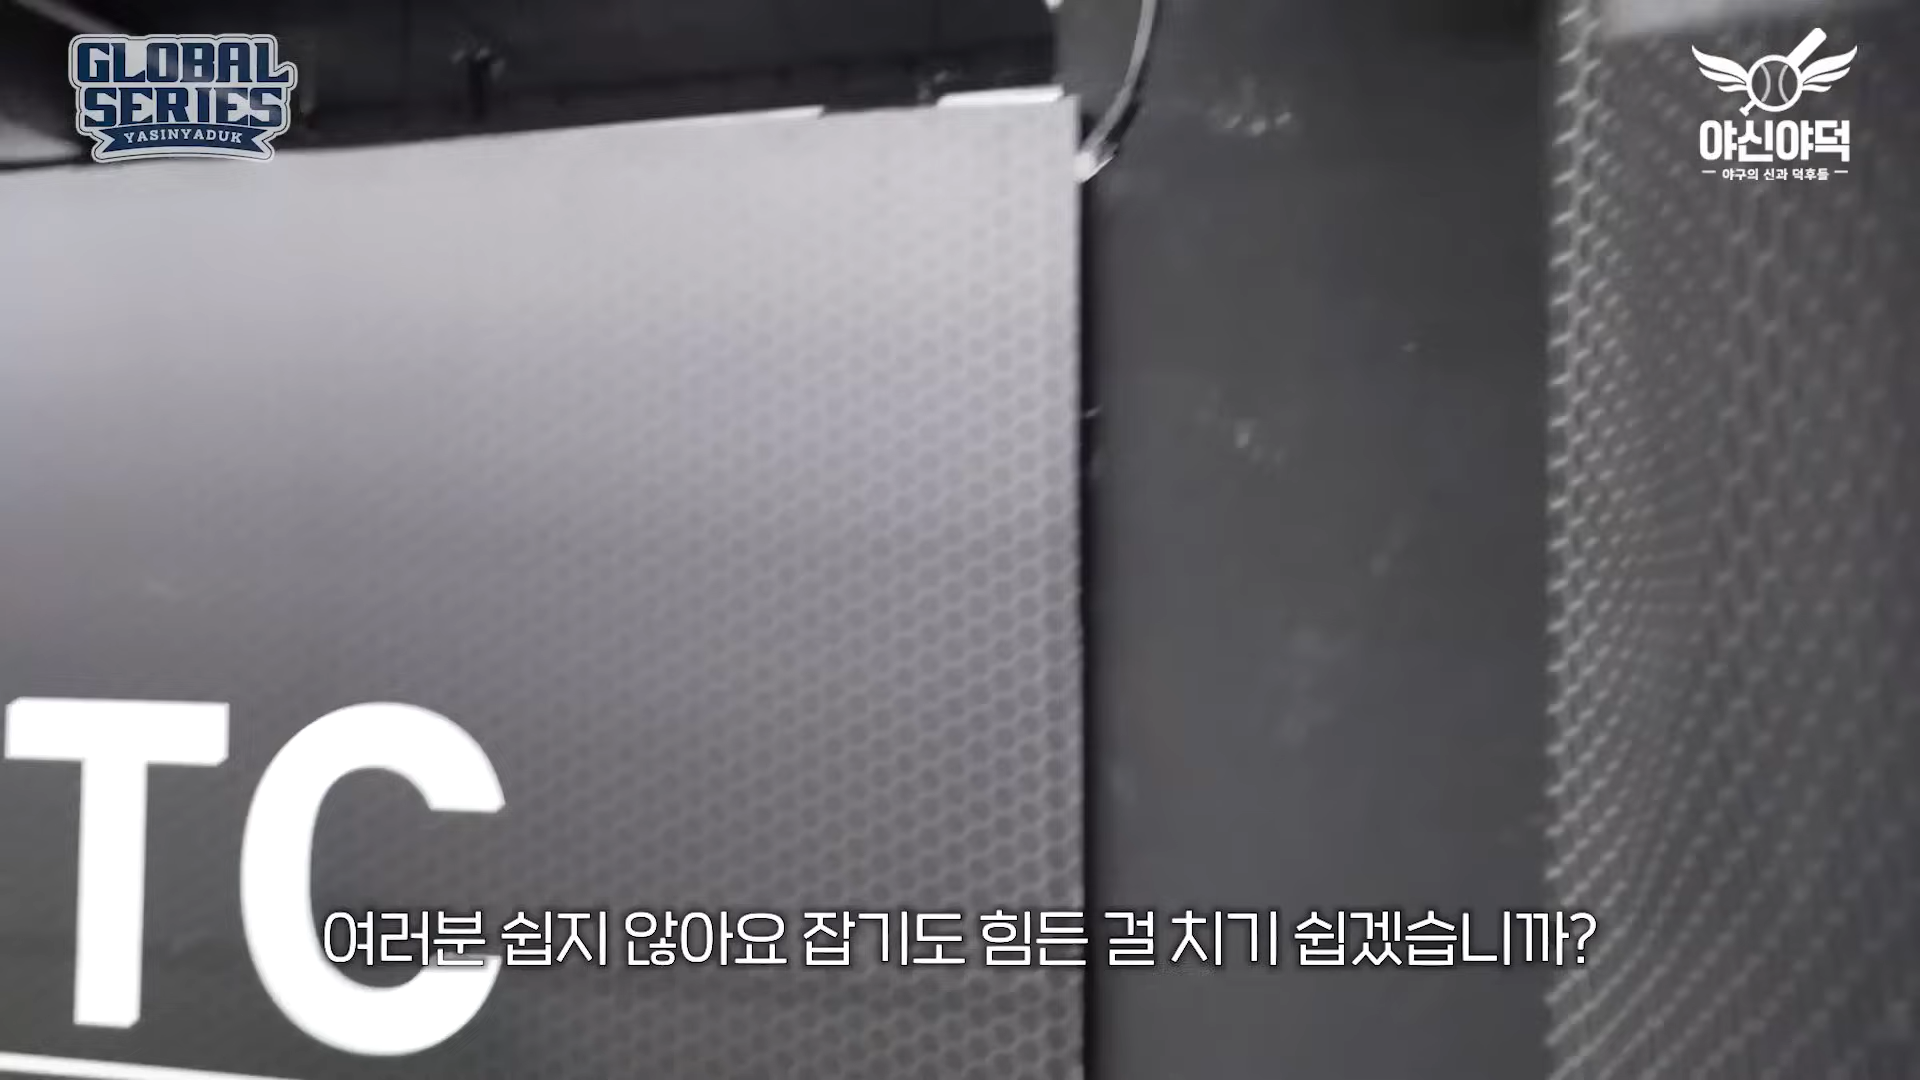 GLOBAL
SERIES
YASINYADUK
야신야덕
야구의 신과 덕후들
TC
여러분 쉽지 않아요 잡기도 힘든 걸 치기 쉽겠습니까?